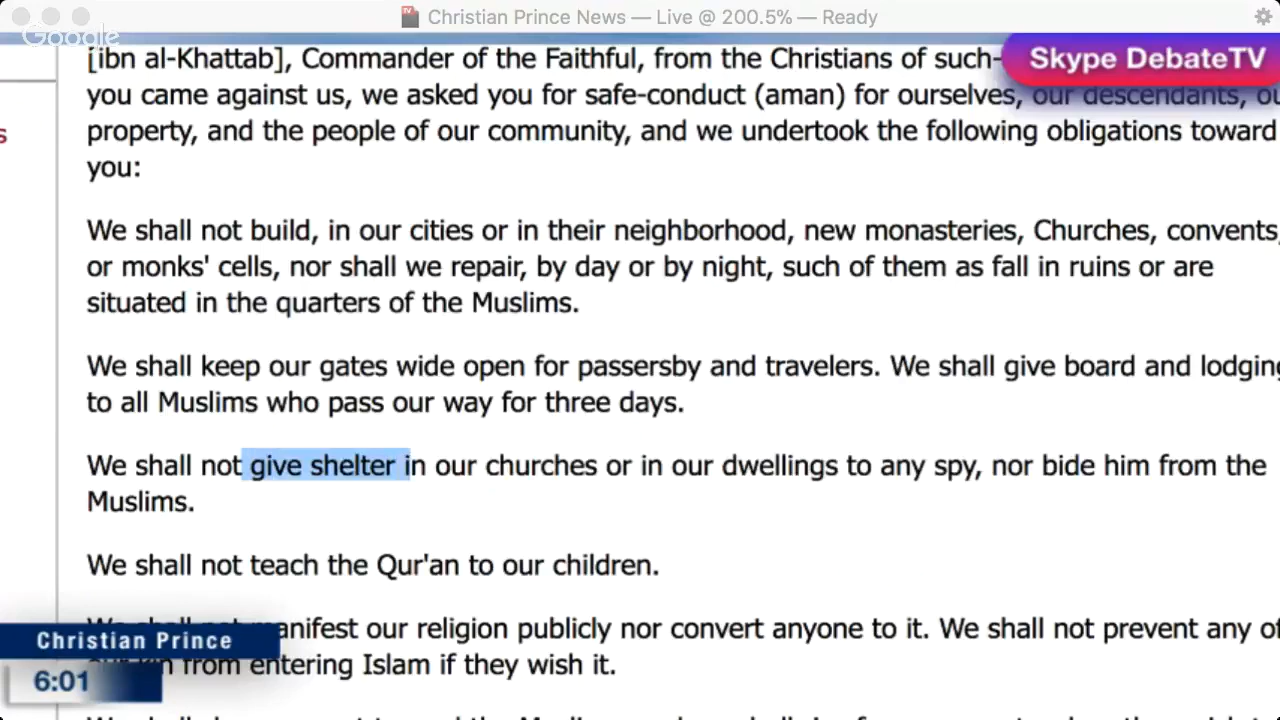 Christian Prince News — Live @ 200.5% — Ready
Google
[ibn al-Khattab], Commander of the Faithful, from the Christians of such-
Skype DebateTV
you came against us, we asked you for safe-conduct (aman) for ourselves, our descendants, ou
property, and the people of our community, and we undertook the following obligations toward
you:
s
We shall not build, in our cities or in their neighborhood, new monasteries, Churches, convents,
or monks' cells, nor shall we repair, by day or by night, such of them as fall in ruins or are
situated in the quarters of the Muslims.
We shall keep our gates wide open for passersby and travelers. We shall give board and lodging
to all Muslims who pass our way for three days.
We shall not give shelter in our churches or in our dwellings to any spy, nor bide him from the
Muslims.
We shall not teach the Qur'an to our children.
We shall not manifest our religion publicly nor convert anyone to it. We shall not prevent any of
our kin from entering Islam if they wish it.
Christian Prince
6:01